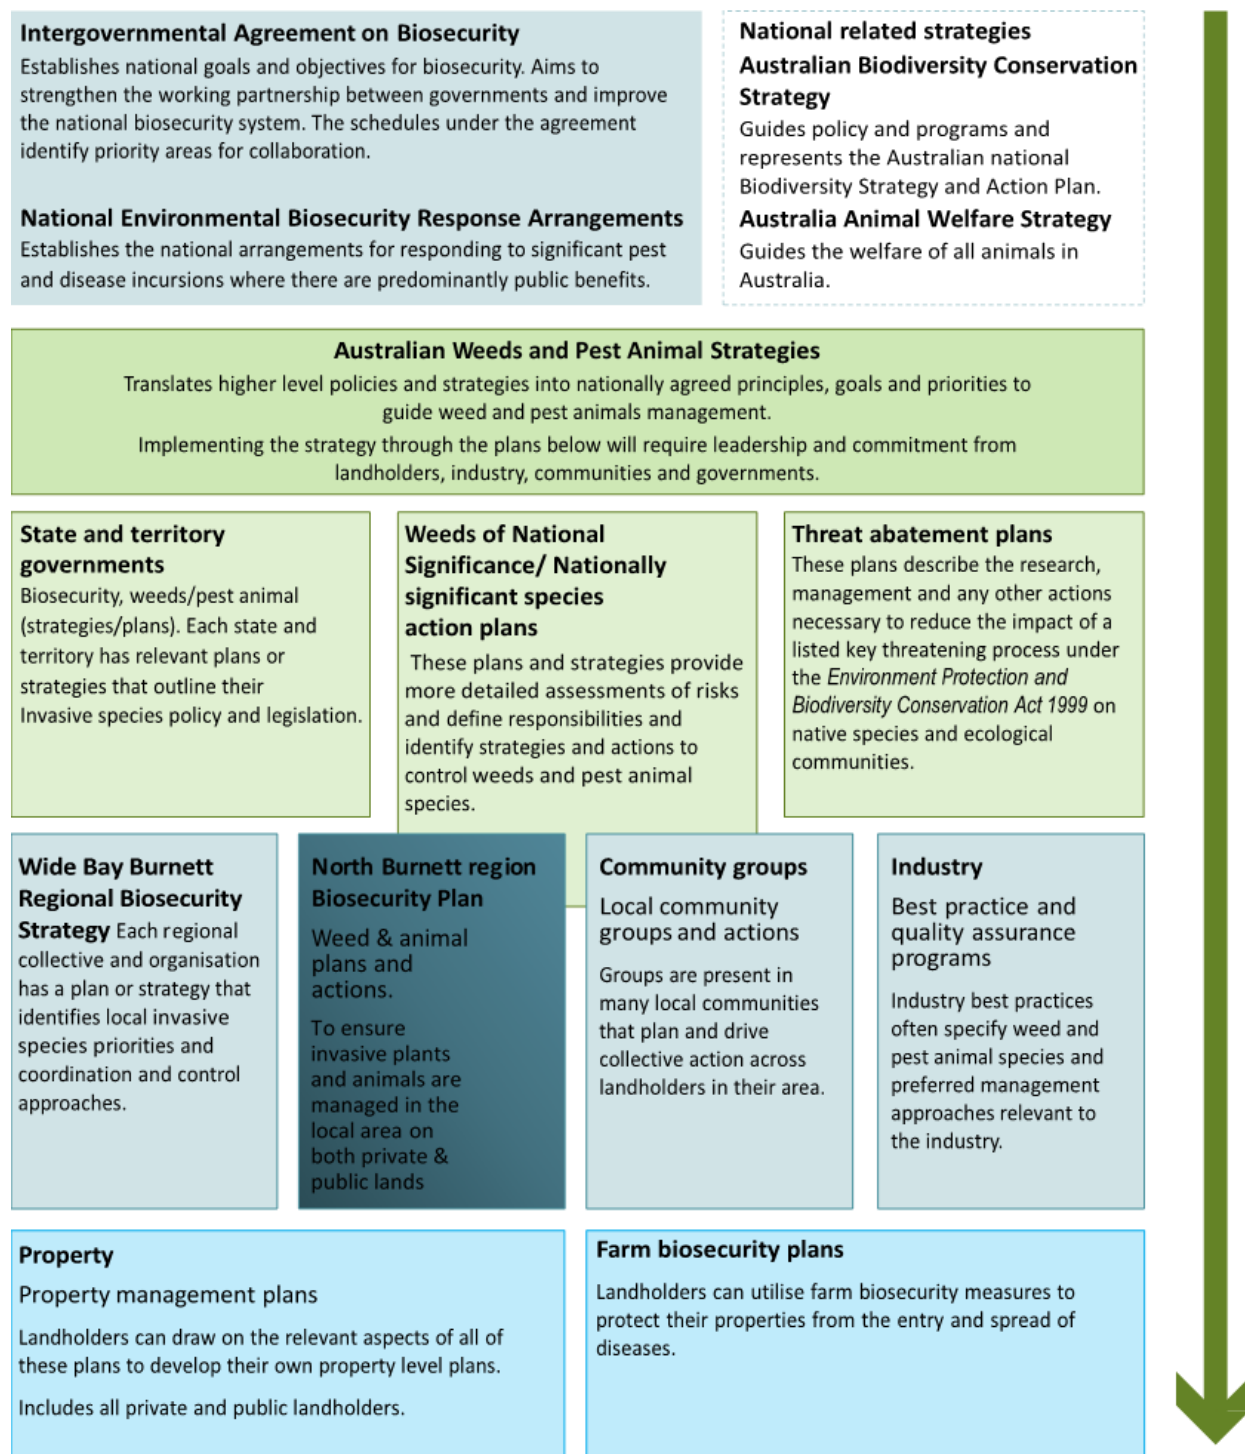 Intergovernmental Agreement on Biosecurity
Establishes national goals and objectives for biosecurity. Aims to
strengthen the working partnership between governments and improve
the national biosecurity system. The schedules under the agreement
identify priority areas for collaboration.
National Environmental Biosecurity Response Arrangements
Establishes the national arrangements for responding to significant pest
and disease incursions where there are predominantly public benefits.
National related strategies
Australian Biodiversity Conservation
Strategy
Guides policy and programs and
represents the Australian national
Biodiversity Strategy and Action Plan.
Australia Animal Welfare Strategy
Guides the welfare of all animals in
Australia.
Australian Weeds and Pest Animal Strategies
Translates higher level policies and strategies into nationally agreed principles, goals and priorities to
guide weed and pest animals management.
Implementing the strategy through the plans below will require leadership and commitment from
landholders, industry, communities and governments.
State and territory
governments
Biosecurity, weeds/pest animal
(strategies/plans). Each state and
territory has relevant plans or
strategies that outline their
Invasive species policy and legislation.
Weeds of National
Significance/ Nationally
significant species
action plans
These plans and strategies provide
more detailed assessments of risks
and define responsibilities and
identify strategies and actions to
control weeds and pest animal
species.
Threat abatement plans
These plans describe the research,
management and any other actions
necessary to reduce the impact of a
listed key threatening process under
the Environment Protection and
Biodiversity Conservation Act 1999 on
native species and ecological
communities.
Wide Bay Burnett
Regional Biosecurity
Strategy Each regional
collective and organisation
has a plan or strategy that
identifies local invasive
species priorities and
coordination and control
approaches.
North Burnett region
Biosecurity Plan
Weed & animal
plans and
actions.
To ensure
invasive plants
and animals are
managed in the
local area on
both private &
public lands
Community groups
Local community
groups and actions
Groups are present in
many local communities
that plan and drive
collective action across
landholders in their area.
Industry
Best practice and
quality assurance
programs
Industry best practices
often specify weed and
pest animal species and
preferred management
approaches relevant to
the industry.
Property
Property management plans
Landholders can draw on the relevant aspects of all of
these plans to develop their own property level plans.
Includes all private and public landholders.
Farm biosecurity plans
Landholders can utilise farm biosecurity measures to
protect their properties from the entry and spread of
diseases.